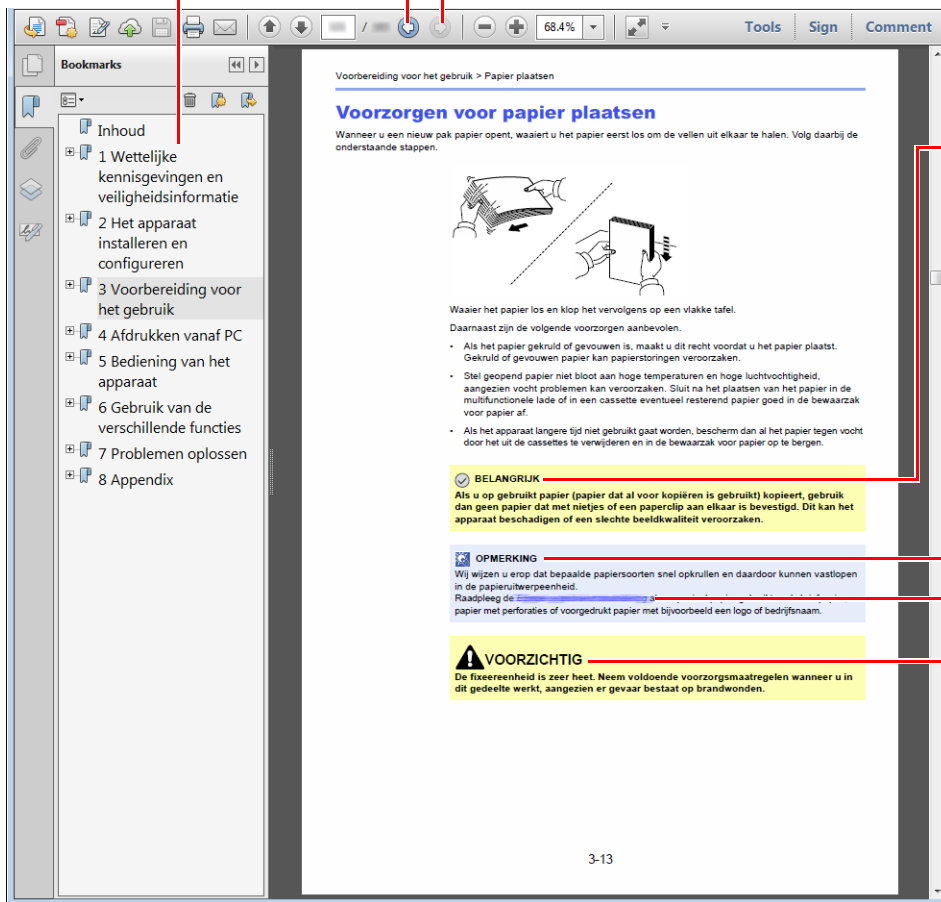 /
68.4%
Tools
Sign
Comment
Bookmarks
Inhoud
1 Wettelijke
kennisgevingen en
veiligheidsinformatie
2 Het apparaat
installeren en
configureren
3 Voorbereiding voor
het gebruik
4 Afdrukken vanaf PC
5 Bediening van het
apparaat
6 Gebruik van de
verschillende functies
7 Problemen oplossen
8 Appendix
Voorbereiding voor het gebruik > Papier plaatsen
Voorzorgen voor papier plaatsen
Wanneer u een nieuw pak papier opent, waaiert u het papier eerst los om de vellen uit elkaar te halen. Volg daarbij de
onderstaande stappen.
Waaier het papier los en klop het vervolgens op een vlakke tafel.
Daarnaast zijn de volgende voorzorgen aanbevolen.
• Als het papier gekruld of gevouwen is, maakt u dit recht voordat u het papier plaatst.
Gekruld of gevouwen papier kan papierstoringen veroorzaken.
• Stel geopend papier niet bloot aan hoge temperaturen en hoge luchtvochtigheid,
aangezien vocht problemen kan veroorzaken. Sluit na het plaatsen van het papier in de
multifunctionele lade of in een cassette eventueel resterend papier goed in de bewaarzak
voor papier af.
• Als het apparaat langere tijd niet gebruikt gaat worden, bescherm dan al het papier tegen vocht
door het uit de cassettes te verwijderen en in de bewaarzak voor papier op te bergen.
BELANGRIJK
Als u op gebruikt papier (papier dat al voor kopiëren is gebruikt) kopieert, gebruik
dan geen papier dat met nietjes of een paperclip aan elkaar is bevestigd. Dit kan het
apparaat beschadigen of een slechte beeldkwaliteit veroorzaken.
OPMERKING
Wij wijzen u erop dat bepaalde papiersoorten snel opkrullen en daardoor kunnen vastlopen
in de papieruitwerpeenheid.
Raadpleeg de
papier met perforaties of voorgedrukt papier met bijvoorbeeld een logo of bedrijfsnaam.
VOORZICHTIG
De fixeereenheid is zeer heet. Neem voldoende voorzorgsmaatregelen wanneer u in
dit gedeelte werkt, aangezien er gevaar bestaat op brandwonden.
3-13